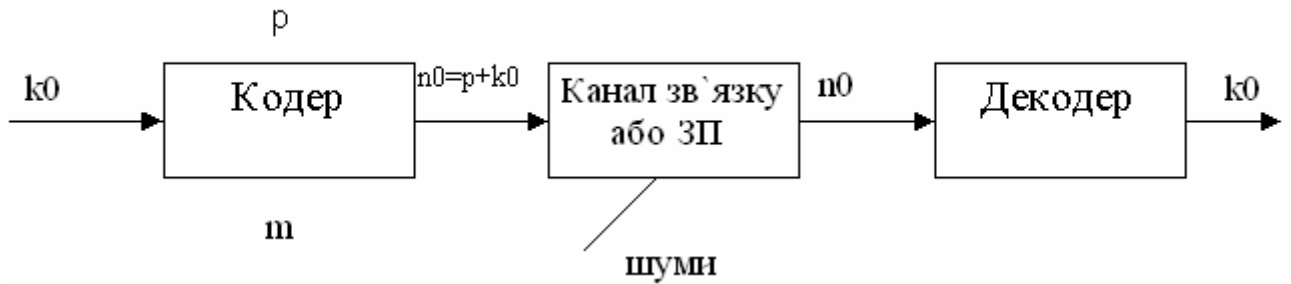 p
k0
Кодер
n0=p+k0
Канал зв`язку
або ЗП
n0
Декодер
k0
m
шуми